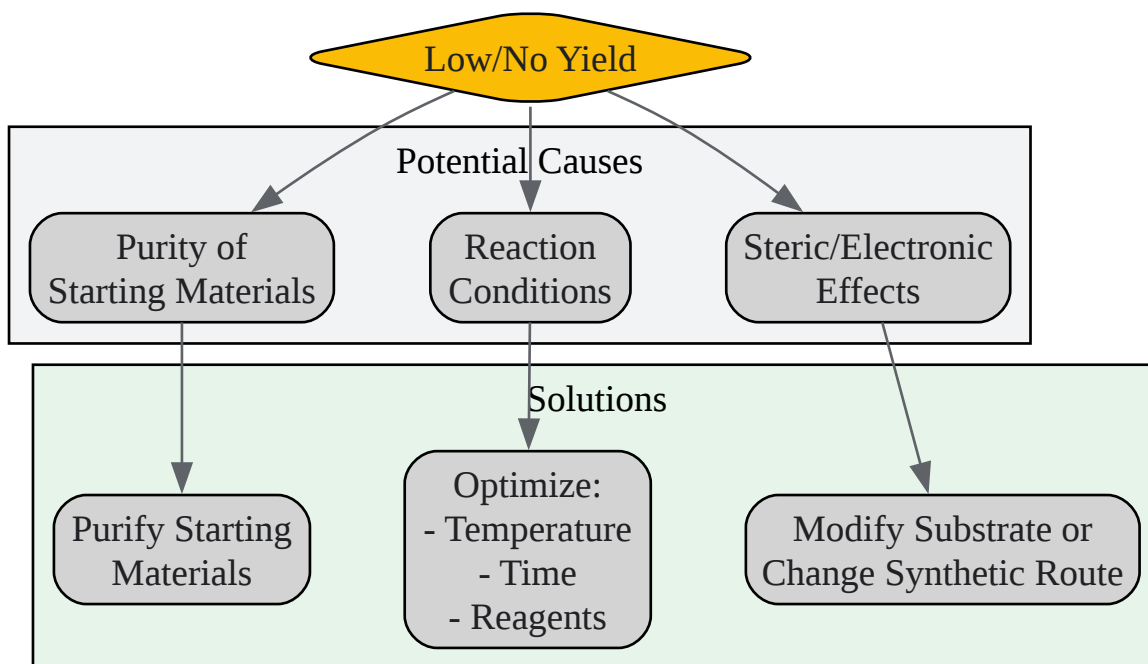 Low/No Yield
Potential Causes
Purity of
Starting Materials
Reaction
Conditions
Steric/Electronic
Effects
Solutions
Purify Starting
Materials
Optimize:
- Temperature
- Time
- Reagents
Modify Substrate or
Change Synthetic Route